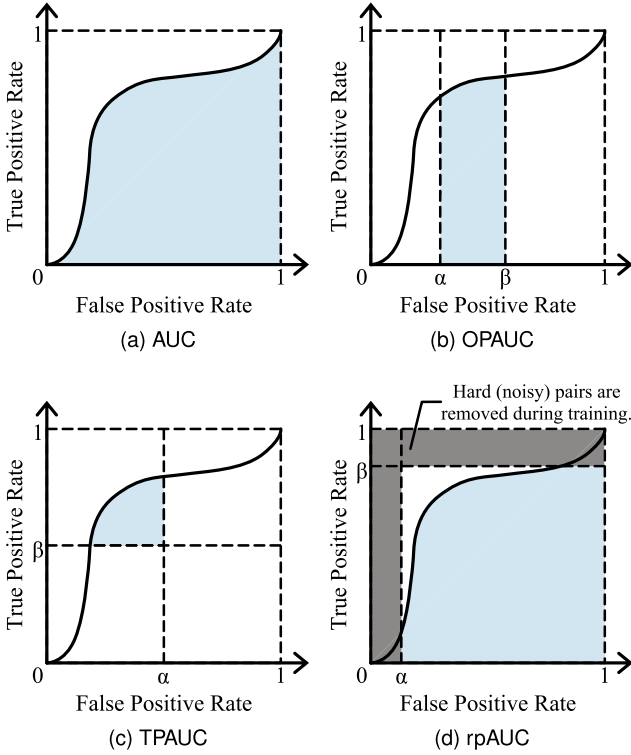 1
True Positive Rate
0
1
False Positive Rate
(a) AUC
1
True Positive Rate
0
α
β
1
False Positive Rate
(b) OPAUC
1
β
True Positive Rate
0
α
1
False Positive Rate
(c) TPAUC
Hard (noisy) pairs are
removed during training.
1
β
True Positive Rate
0
α
1
False Positive Rate
(d) rpAUC